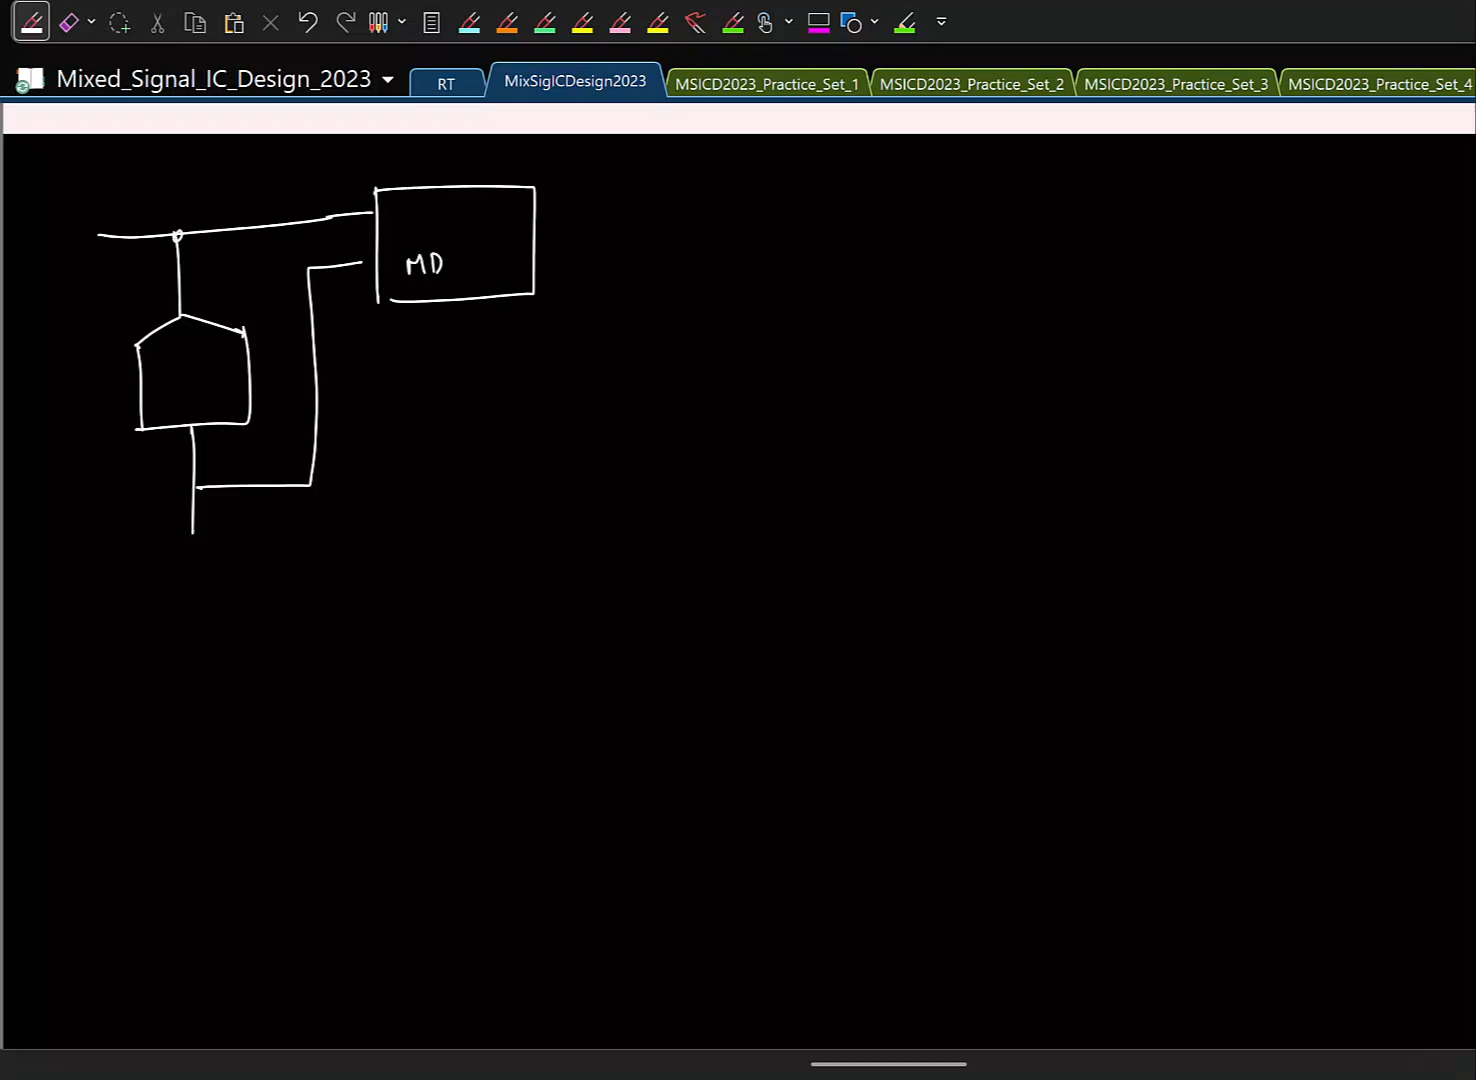 Mixed_Signal_IC_Design_2023
RT
MixSigICDesign2023
MSICD2023_Practice_Set_1
MSICD2023_Practice_Set_2
MSICD2023_Practice_Set_3
MSICD2023_Practice_Set_4
MD